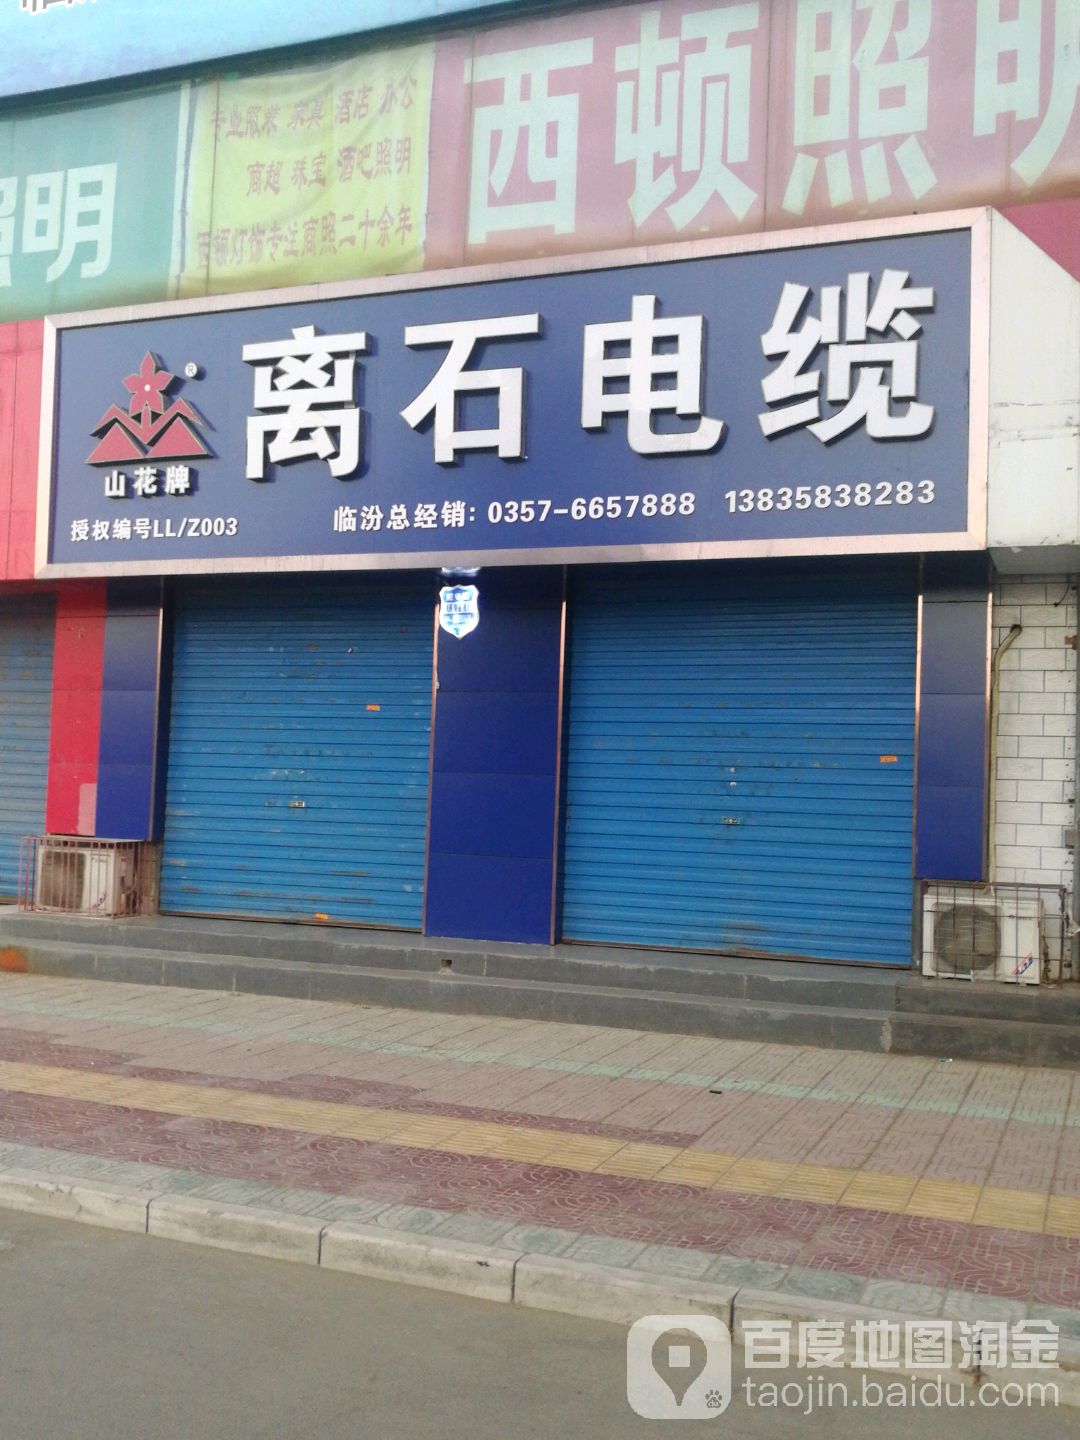 专业服装 家具 酒店 办公
商超 珠宝 酒吧照明
西顿灯饰专注商照二十余年
西顿照明
照明
离石电缆
®
山花牌
授权编号LL/Z003
临汾总经销：0357-6657888 13835838283
百度地图淘金
taojin.baidu.com